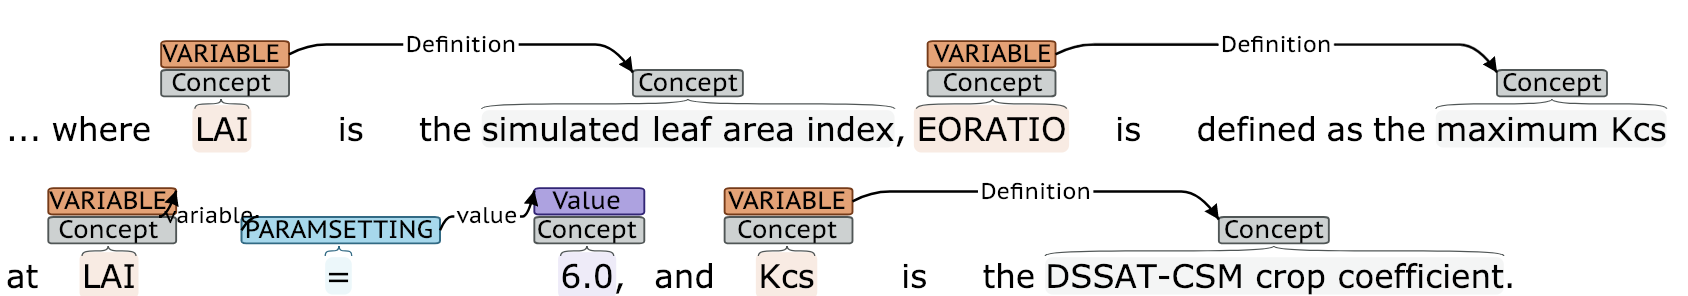 VARIABLE Definition VARIABLE Definition
Concept Concept Concept Concept
... where LAI is the simulated leaf area index, EORATIO is defined as the maximum Kcs
VARIABLE Value VARIABLE Definition
variable value
Concept PARAMSETTING Concept Concept Concept
at LAI = 6.0, and Kcs is the DSSAT-CSM crop coefficient.